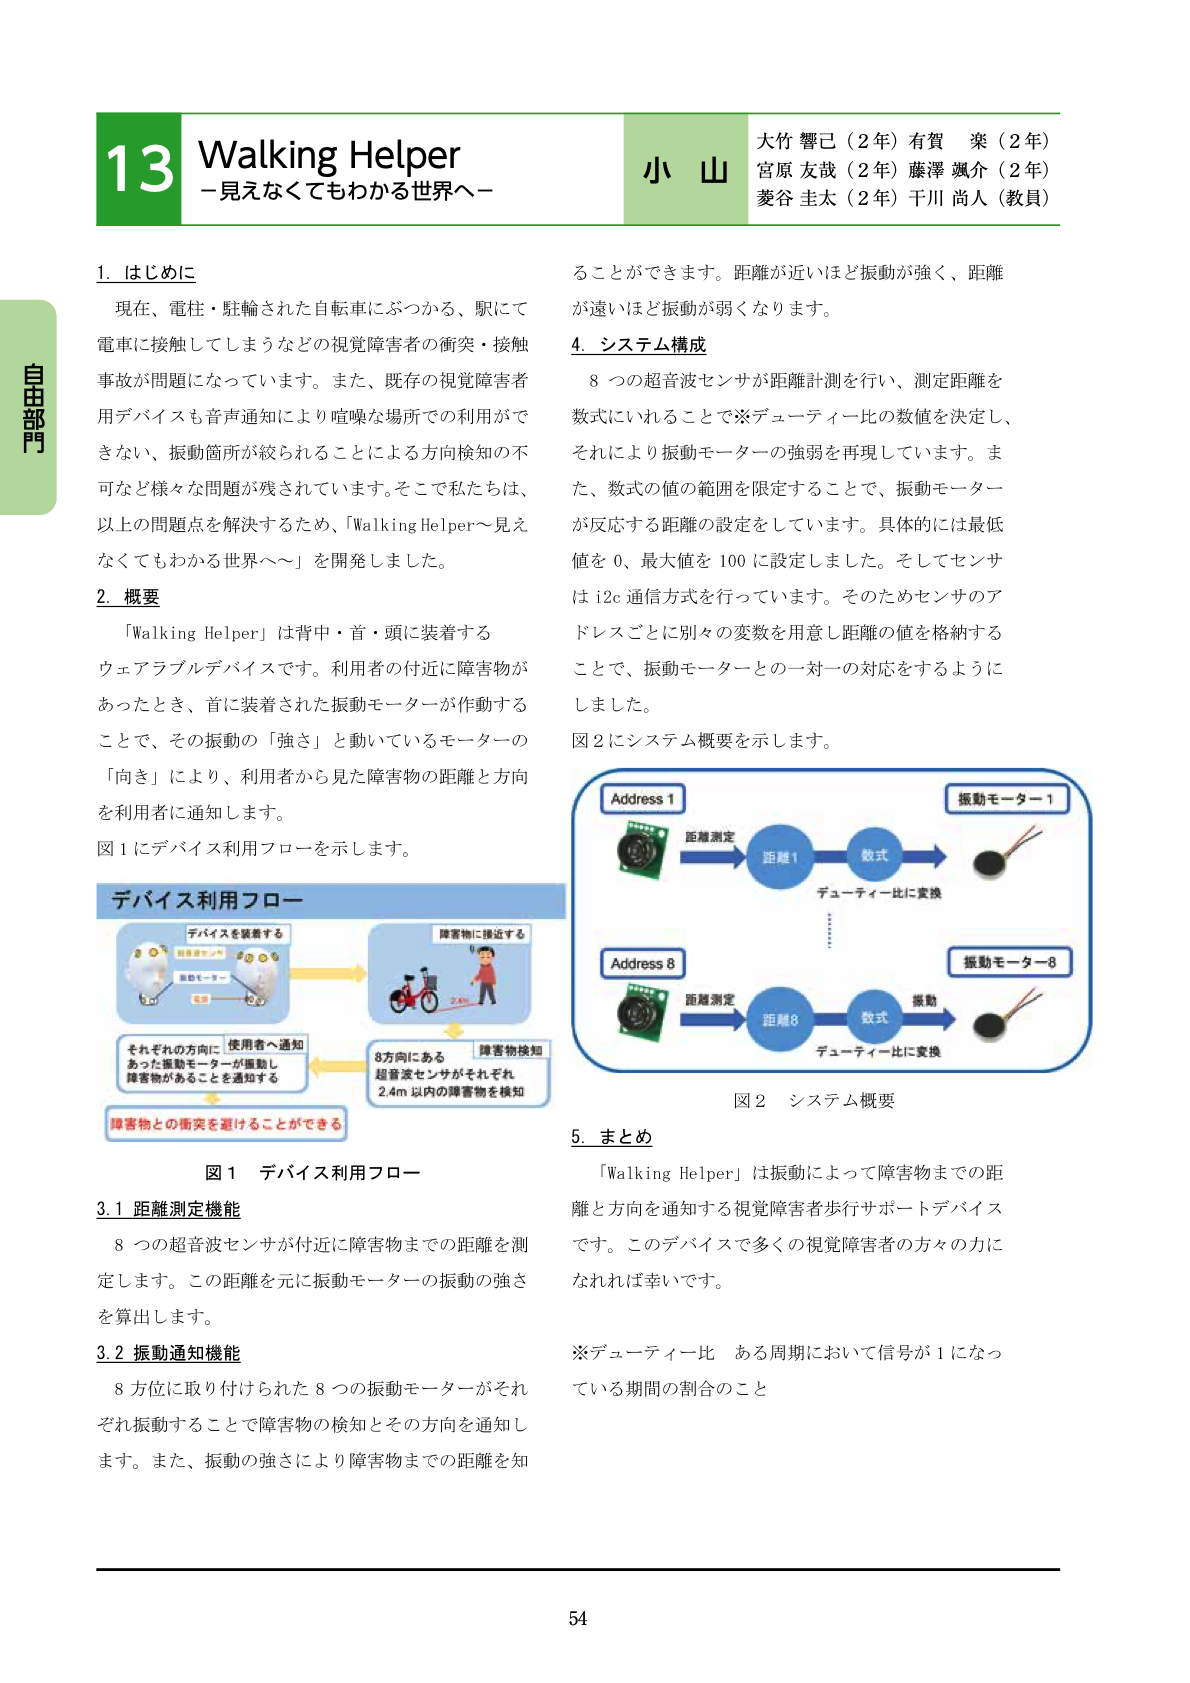 13
Walking Helper
−見えなくてもわかる世界へ−
小 山
大竹 響己（２年）有賀　 楽（２年）
宮原 友哉（２年）藤澤 颯介（２年）
菱谷 圭太（２年）干川 尚人（教員）
自由部門
1. はじめに
現在、電柱・駐輪された自転車にぶつかる、駅にて
電車に接触してしまうなどの視覚障害者の衝突・接触
事故が問題になっています。また、既存の視覚障害者
用デバイスも音声通知により喧噪な場所での利用がで
きない、振動箇所が絞られることによる方向検知の不
可など様々な問題が残されています。そこで私たちは、
以上の問題点を解決するため、「Walking Helper～見え
なくてもわかる世界へ～」を開発しました。
2. 概要
「Walking Helper」は背中・首・頭に装着する
ウェアラブルデバイスです。利用者の付近に障害物が
あったとき、首に装着された振動モーターが作動する
ことで、その振動の「強さ」と動いているモーターの
「向き」により、利用者から見た障害物の距離と方向
を利用者に通知します。
図 1 にデバイス利用フローを示します。
デバイス利用フロー
デバイスを装着する
超音波センサ
振動モーター
電源
障害物に接近する
2.4m
それぞれの方向に
使用者へ通知
あった振動モーターが振動し
障害物があることを通知する
8方向にある
障害物検知
超音波センサがそれぞれ
2.4m 以内の障害物を検知
障害物との衝突を避けることができる
図１　デバイス利用フロー
3.1 距離測定機能
8 つの超音波センサが付近に障害物までの距離を測
定します。この距離を元に振動モーターの振動の強さ
を算出します。
3.2 振動通知機能
8 方位に取り付けられた 8 つの振動モーターがそれ
ぞれ振動することで障害物の検知とその方向を通知し
ます。また、振動の強さにより障害物までの距離を知
ることができます。距離が近いほど振動が強く、距離
が遠いほど振動が弱くなります。
4. システム構成
8 つの超音波センサが距離計測を行い、測定距離を
数式にいれることで※デューティー比の数値を決定し、
それにより振動モーターの強弱を再現しています。ま
た、数式の値の範囲を限定することで、振動モーター
が反応する距離の設定をしています。具体的には最低
値を 0、最大値を 100 に設定しました。そしてセンサ
は i2c 通信方式を行っています。そのためセンサのア
ドレスごとに別々の変数を用意し距離の値を格納する
ことで、振動モーターとの一対一の対応をするように
しました。
図２にシステム概要を示します。
Address 1
振動モーター 1
距離測定
距離1
数式
デューティー比に変換
Address 8
振動モーター8
距離測定
距離8
数式
振動
デューティー比に変換
図２　システム概要
5. まとめ
「Walking Helper」は振動によって障害物までの距
離と方向を通知する視覚障害者歩行サポートデバイス
です。このデバイスで多くの視覚障害者の方々の力に
なれれば幸いです。
※デューティー比　ある周期において信号が 1 になっ
ている期間の割合のこと
54